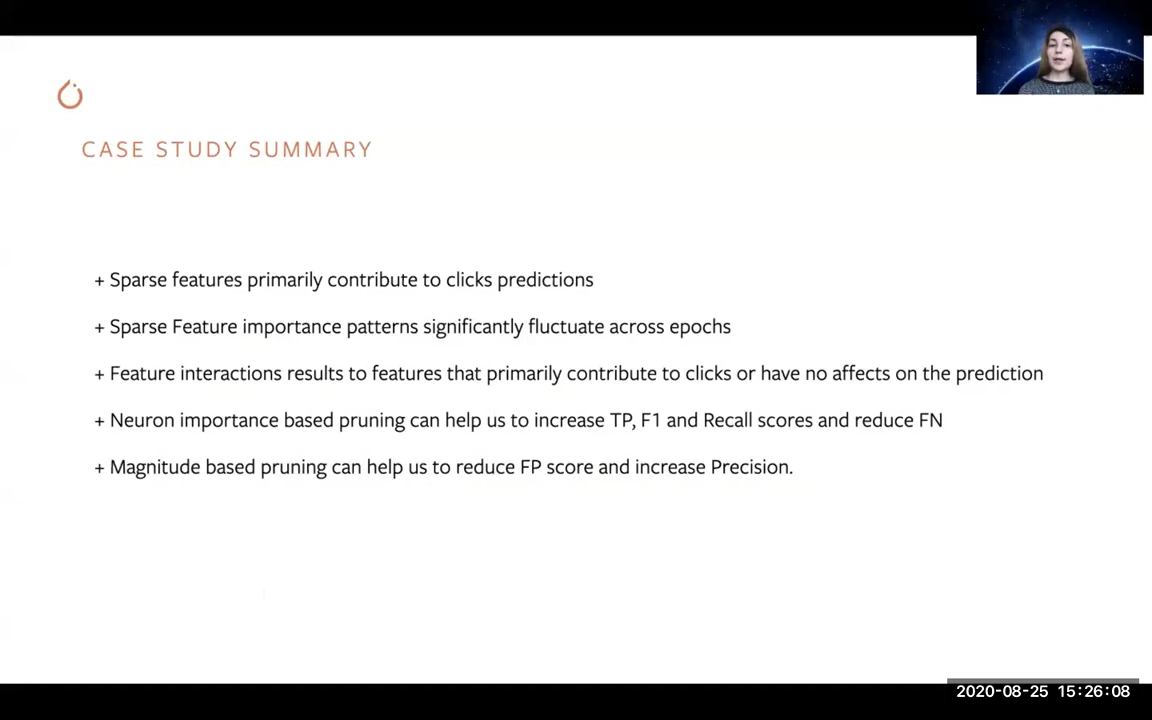 CASE STUDY SUMMARY
+ Sparse features primarily contribute to clicks predictions
+ Sparse Feature importance patterns significantly fluctuate across epochs
+ Feature interactions results to features that primarily contribute to clicks or have no affects on the prediction
+ Neuron importance based pruning can help us to increase TP, F1 and Recall scores and reduce FN
+ Magnitude based pruning can help us to reduce FP score and increase Precision.
2020-08-25 15:26:08